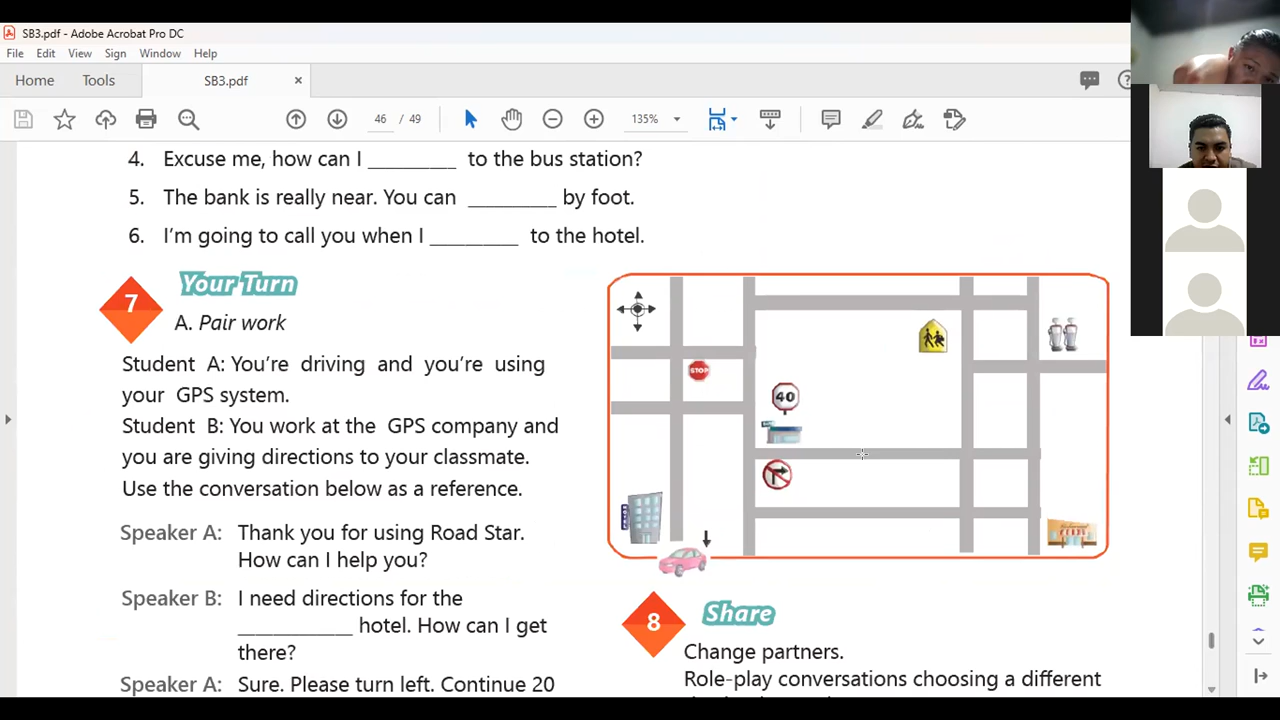 SB3.pdf - Adobe Acrobat Pro DC
File Edit View Sign Window Help
Home Tools SB3.pdf ×
46 / 49 135%
4. Excuse me, how can I _________ to the bus station?
5. The bank is really near. You can _________ by foot.
6. I'm going to call you when I _________ to the hotel.
7 Your Turn
A. Pair work
Student A: You're driving and you're using
your GPS system.
Student B: You work at the GPS company and
you are giving directions to your classmate.
Use the conversation below as a reference.
Speaker A: Thank you for using Road Star.
How can I help you?
Speaker B: I need directions for the
____________ hotel. How can I get
there?
Speaker A: Sure. Please turn left. Continue 20
STOP
40
8 Share
Change partners.
Role-play conversations choosing a different